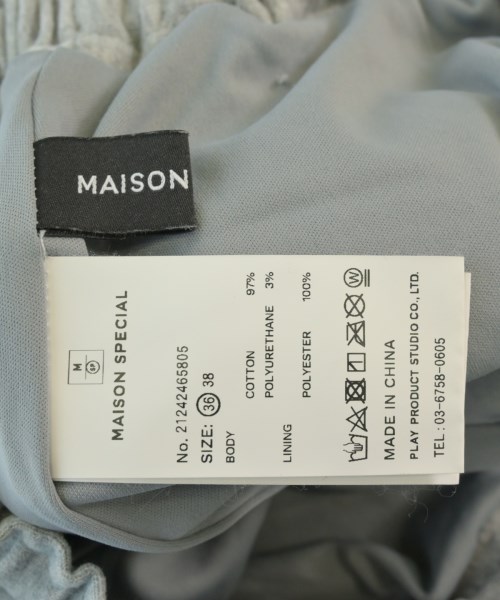 MAISON
M
SP
MAISON SPECIAL
No. 21242465805
SIZE: 36 38
BODY
COTTON 97%
POLYURETHANE 3%
LINING
POLYESTER 100%
W
MADE IN CHINA
PLAY PRODUCT STUDIO CO., LTD.
TEL : 03-6758-0605